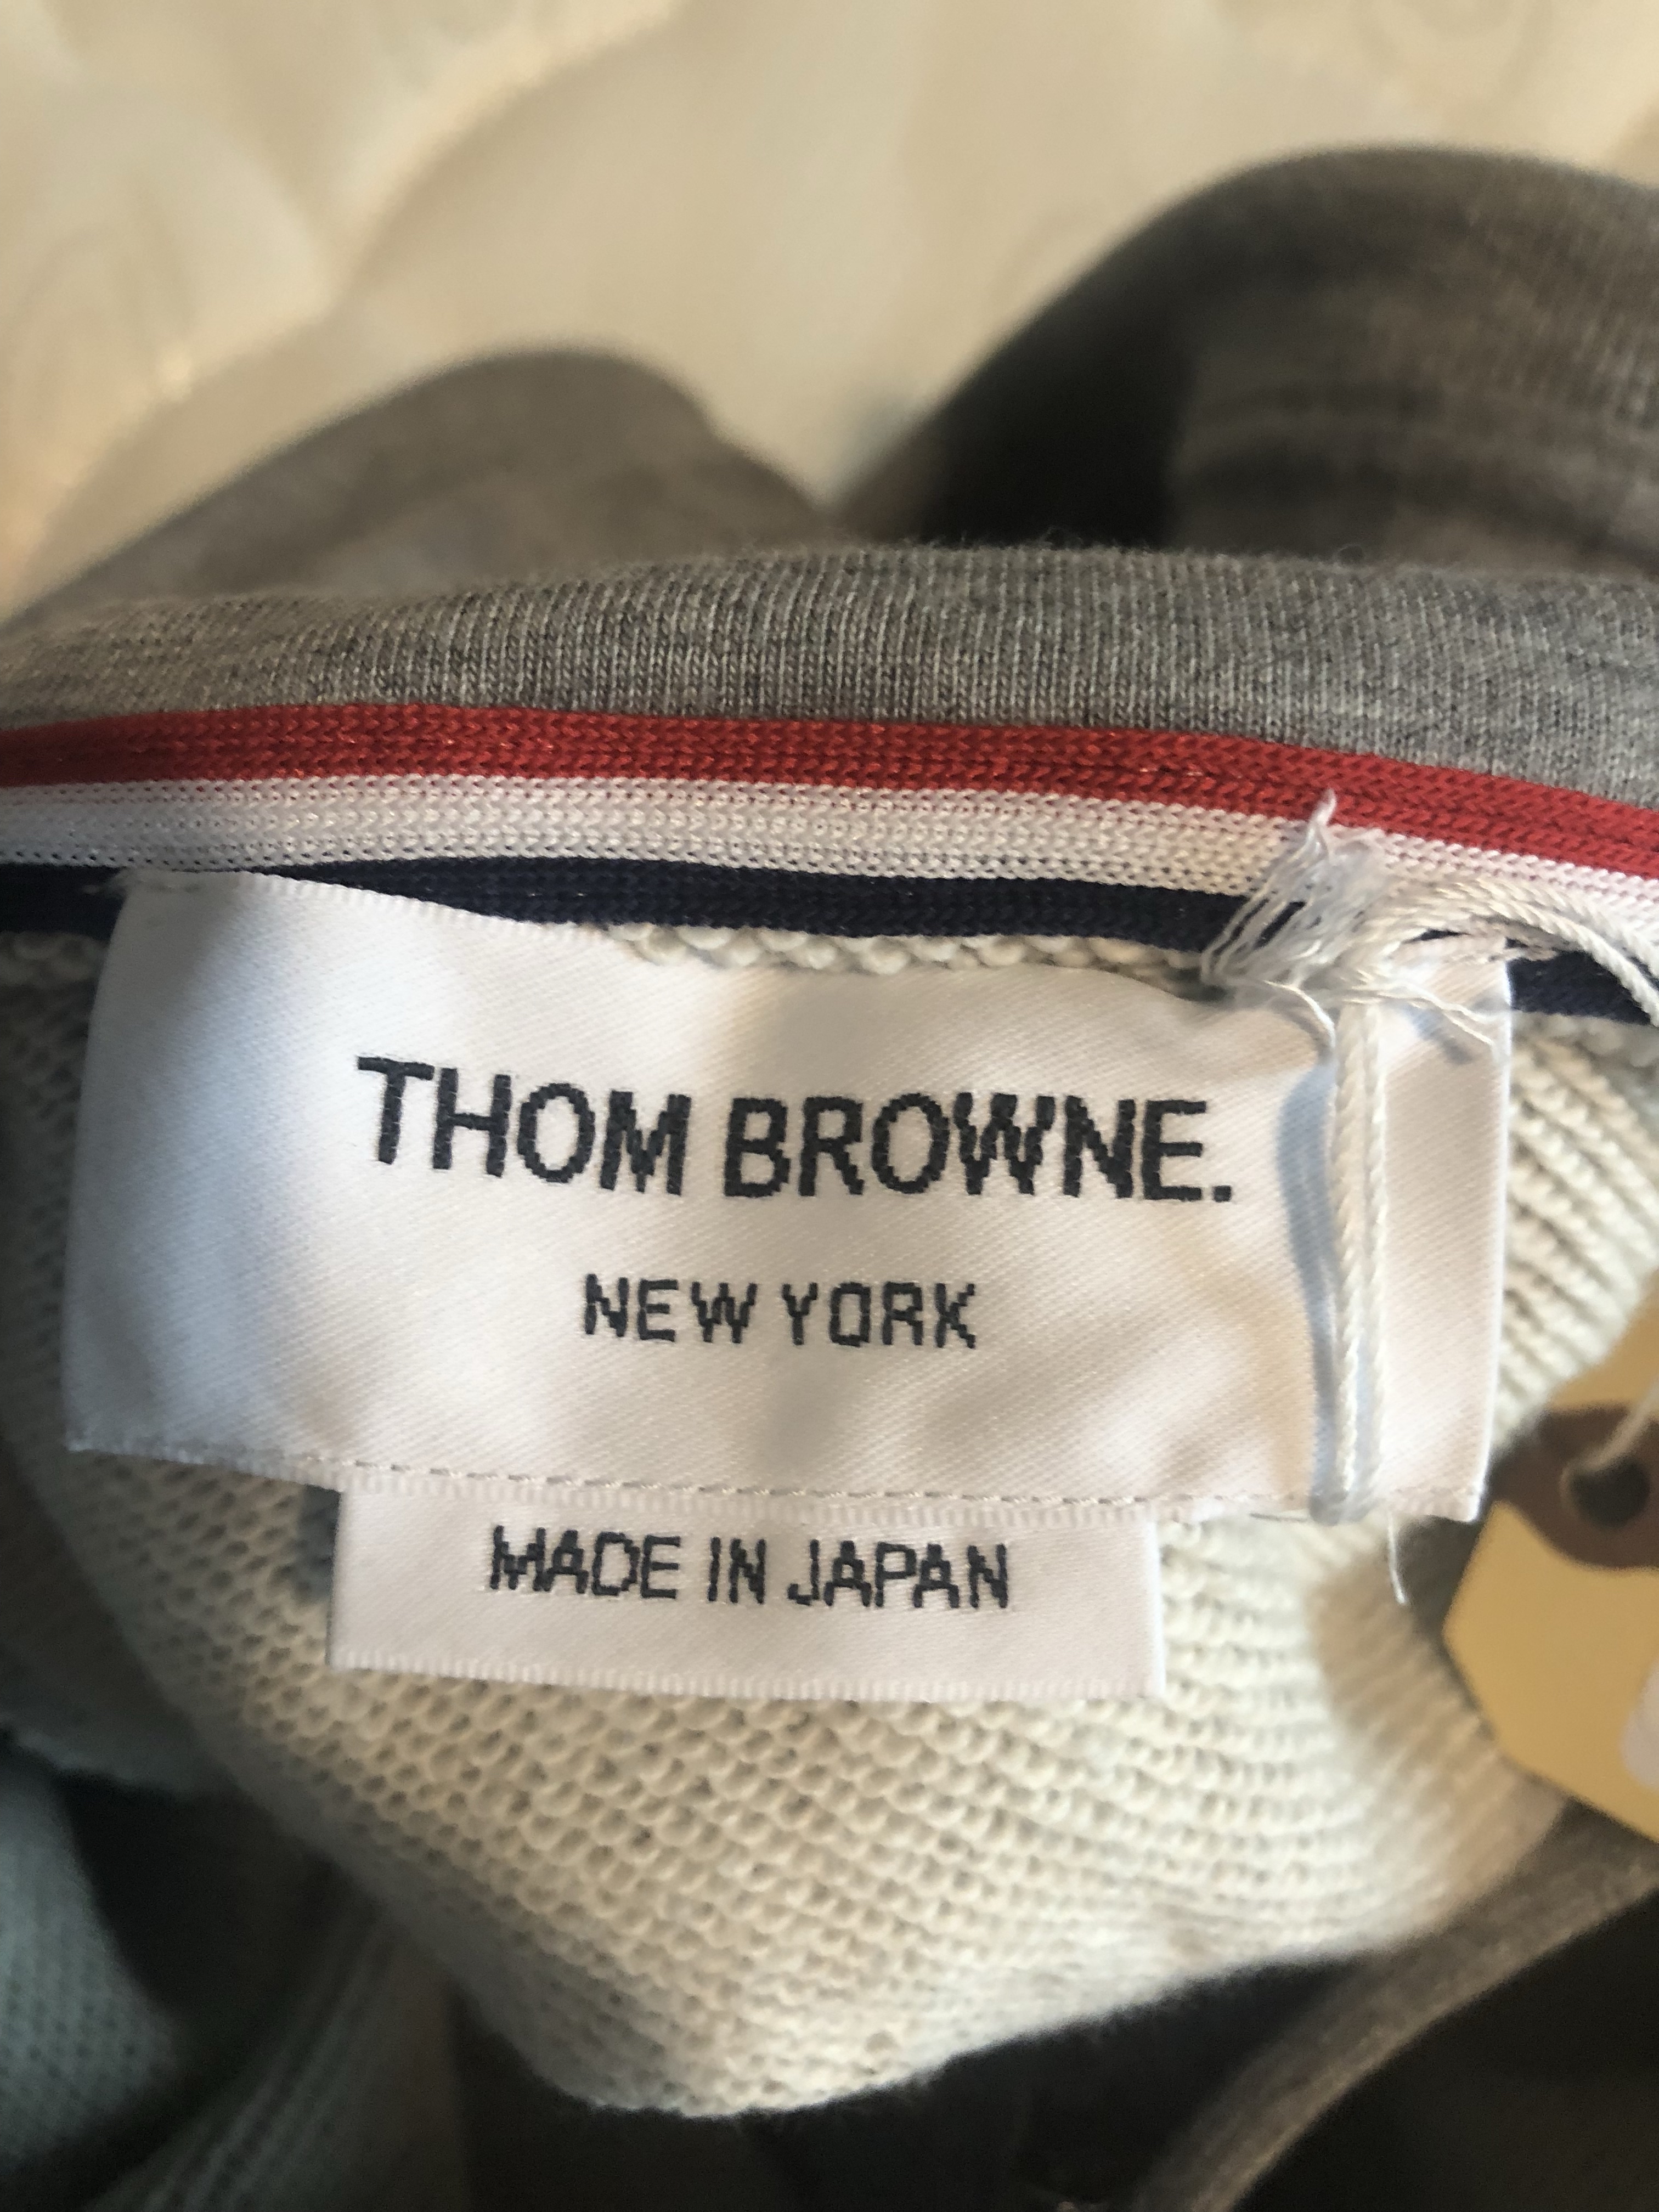 THOM BROWNE.
NEW YORK
MADE IN JAPAN